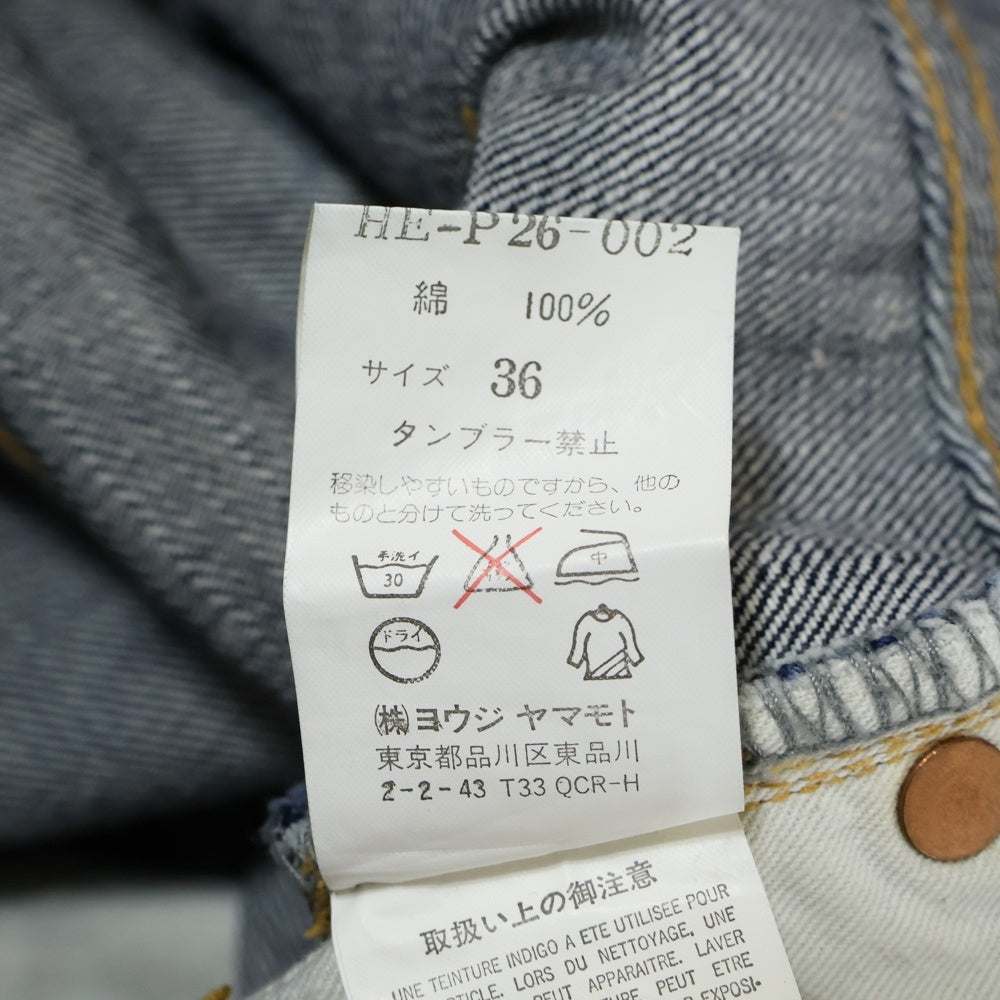 HE-P26-002
綿 100%
サイズ 36
タンブラー禁止
移染しやすいものですから、他の
ものと分けて洗ってください。
手洗イ
30
中
ドライ
㈱ヨウジ ヤマモト
東京都品川区東品川
2-2-43 T33 QCR-H
取扱い上の御注意
UNE TEINTURE INDIGO A ETE UTILISEE POUR
ARTICLE. LORS DU NETTOYAGE, UNE
PEUT APPARAITRE. LAVER
PEUT ETRE
EXPOSI-